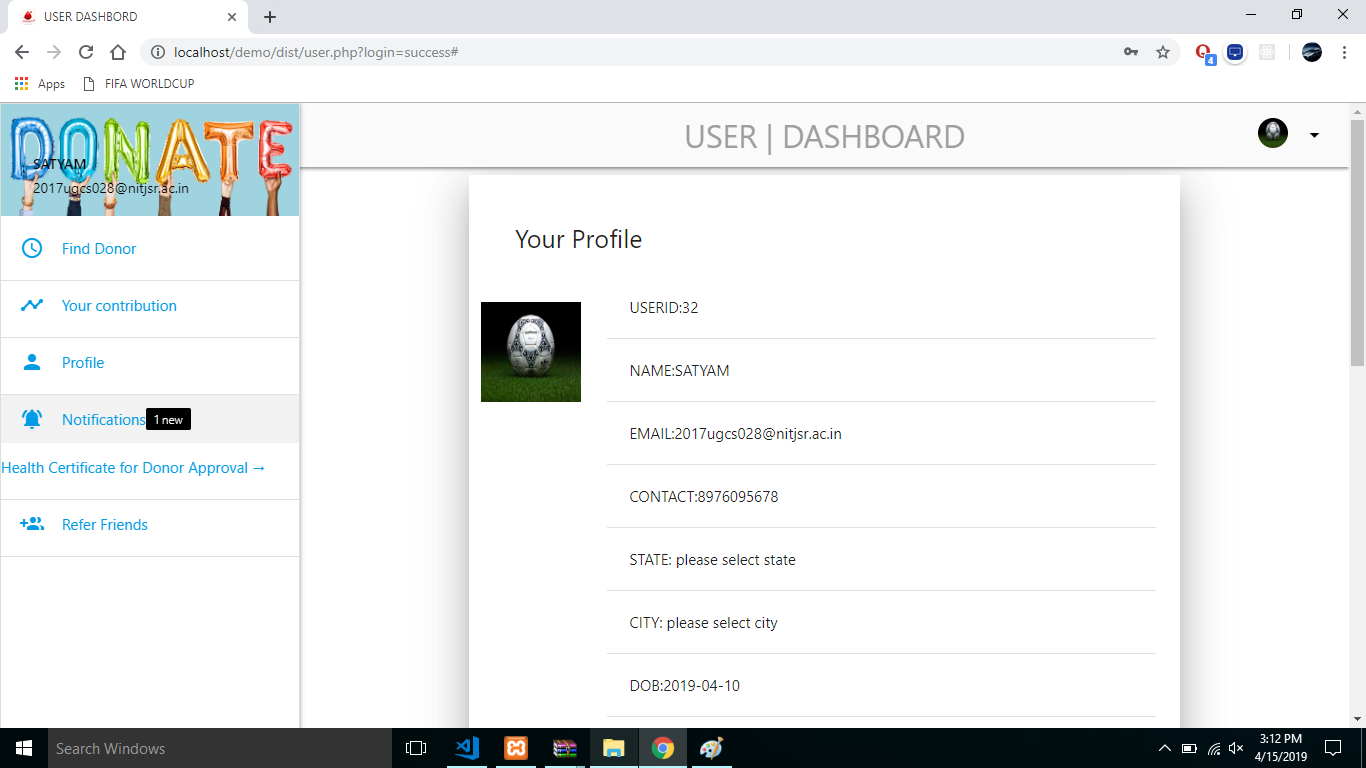 USER DASHBORD
localhost/demo/dist/user.php?login=success#
4
Apps
FIFA WORLDCUP
DONATE
SATYAM
2017ugcs028@nitjsr.ac.in
USER | DASHBOARD
Find Donor
Your contribution
Profile
Notifications 1 new
Health Certificate for Donor Approval →
Refer Friends
Your Profile
USERID:32
NAME:SATYAM
EMAIL:2017ugcs028@nitjsr.ac.in
CONTACT:8976095678
STATE: please select state
CITY: please select city
DOB:2019-04-10
Search Windows
3:12 PM
4/15/2019